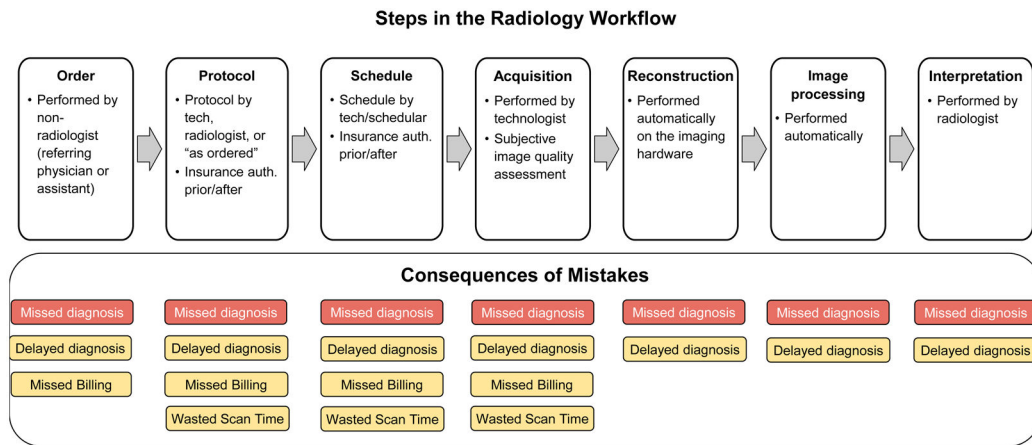 Steps in the Radiology Workflow
Order
• Performed by
non-
radiologist
(referring
physician or
assistant)
Protocol
• Protocol by
tech,
radiologist, or
“as ordered”
• Insurance auth.
prior/after
Schedule
• Schedule by
tech/schedular
• Insurance auth.
prior/after
Acquisition
• Performed by
technologist
• Subjective
image quality
assessment
Reconstruction
• Performed
automatically
on the imaging
hardware
Image
processing
• Performed
automatically
Interpretation
• Performed by
radiologist
Consequences of Mistakes
Missed diagnosis
Missed diagnosis
Missed diagnosis
Missed diagnosis
Missed diagnosis
Missed diagnosis
Missed diagnosis
Delayed diagnosis
Delayed diagnosis
Delayed diagnosis
Delayed diagnosis
Delayed diagnosis
Delayed diagnosis
Delayed diagnosis
Missed Billing
Missed Billing
Missed Billing
Missed Billing
Wasted Scan Time
Wasted Scan Time
Wasted Scan Time